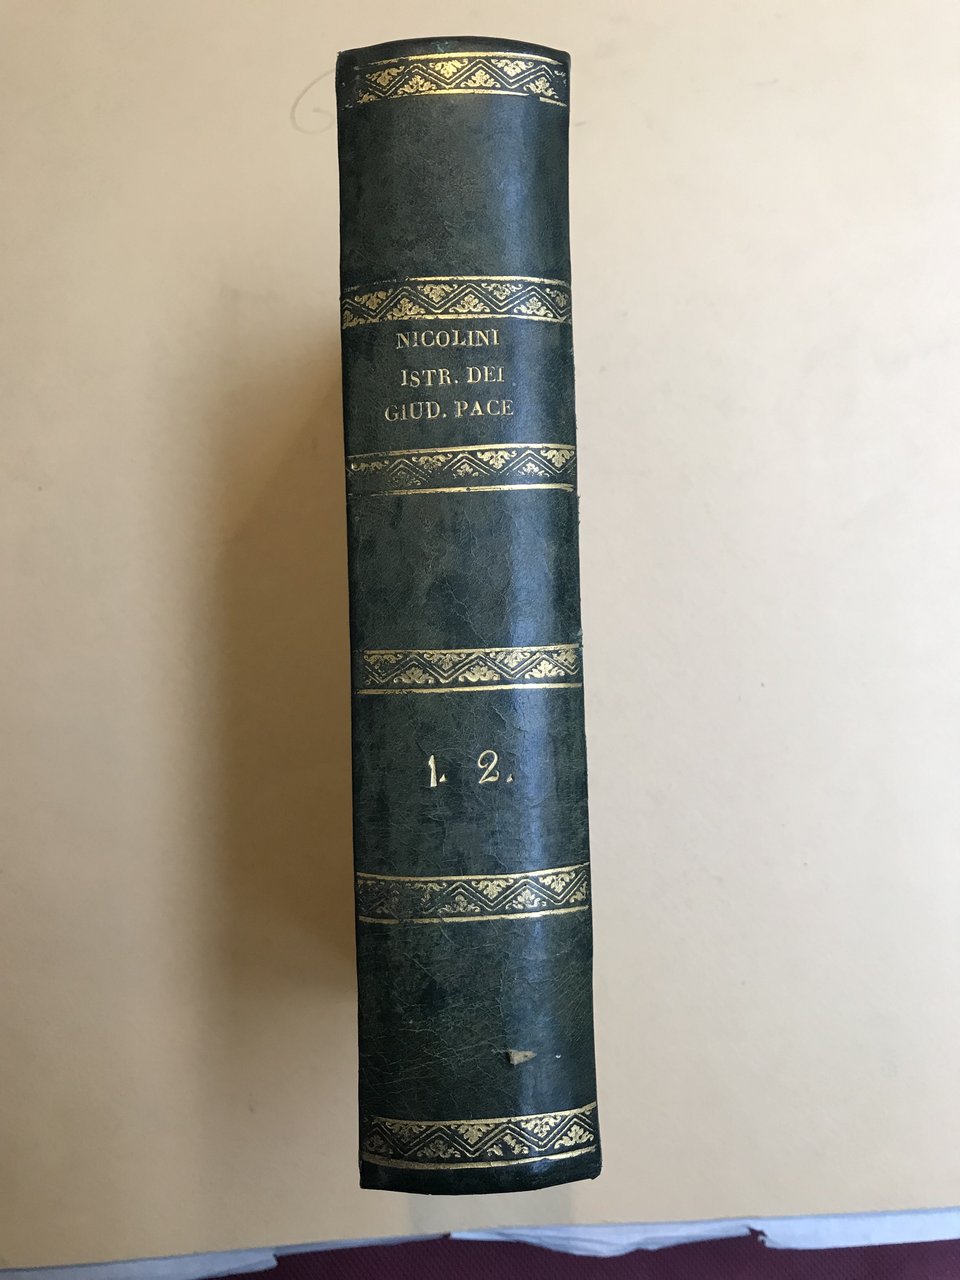 NICOLINI
ISTR. DEI
GIUD. PACE
1. 2.